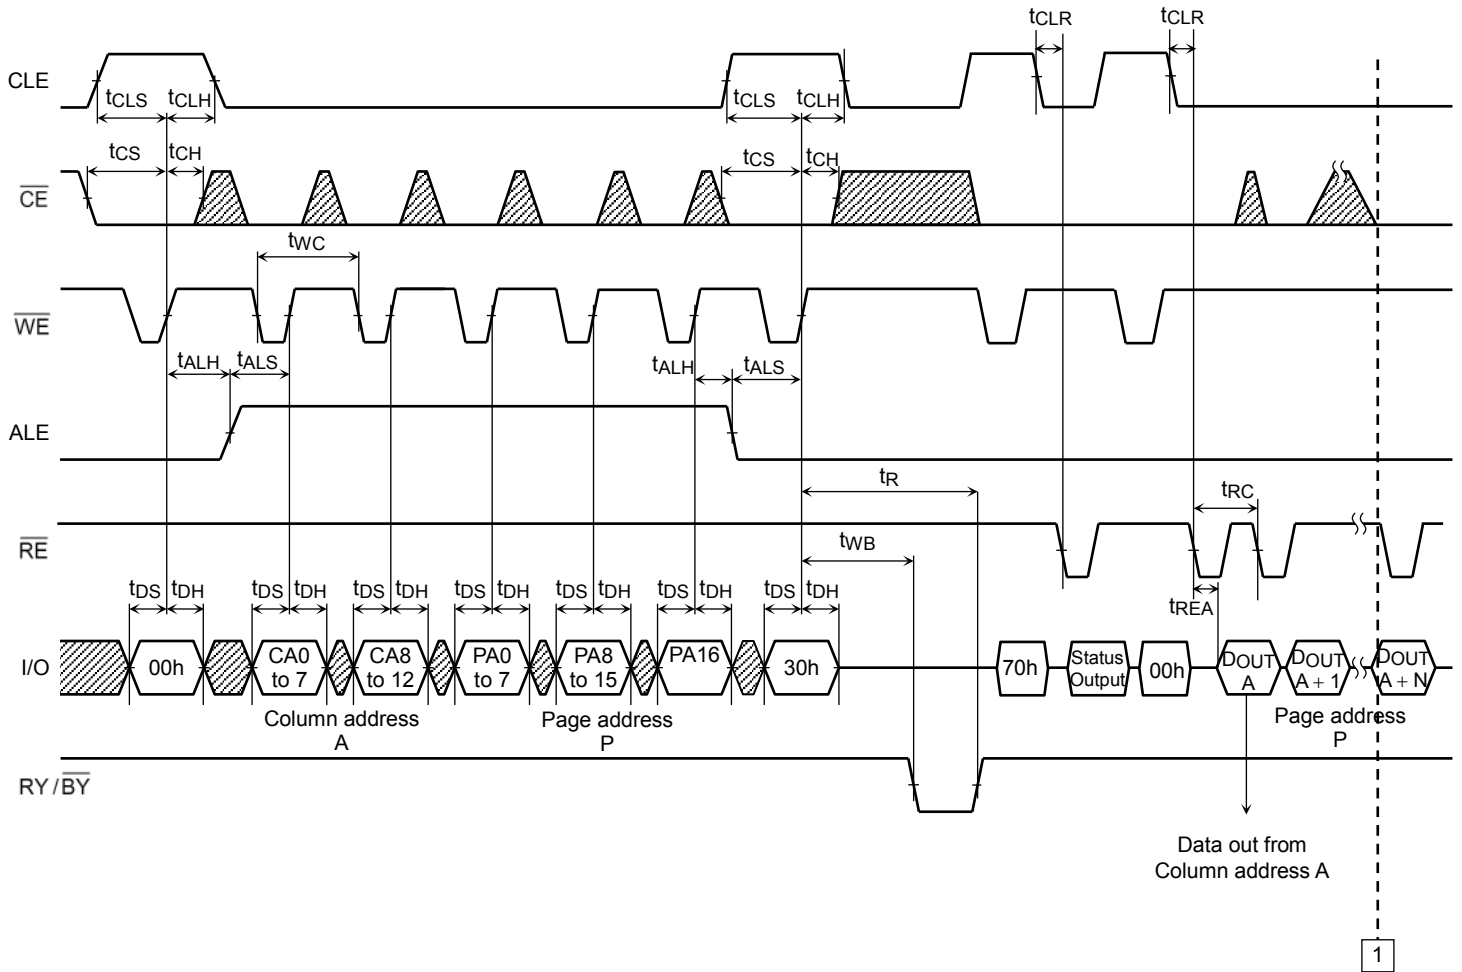 tCLR tCLR
CLE
tCLS tCLH tCLS tCLH
tCS tCH tCS tCH
CE
tWC
WE
tALH tALS tALH tALS
ALE
tR
tRC
RE
tWB
tDS tDH tDS tDH tDS tDH tDS tDH tDS tDH tDS tDH tDS tDH
tREA
I/O
00h
CA0
to 7
CA8
to 12
PA0
to 7
PA8
to 15
PA16
30h
70h
Status
Output
00h
DOUT
A
DOUT
A + 1
DOUT
A + N
Column address
A
Page address
P
Page address
P
RY / BY
Data out from
Column address A
1